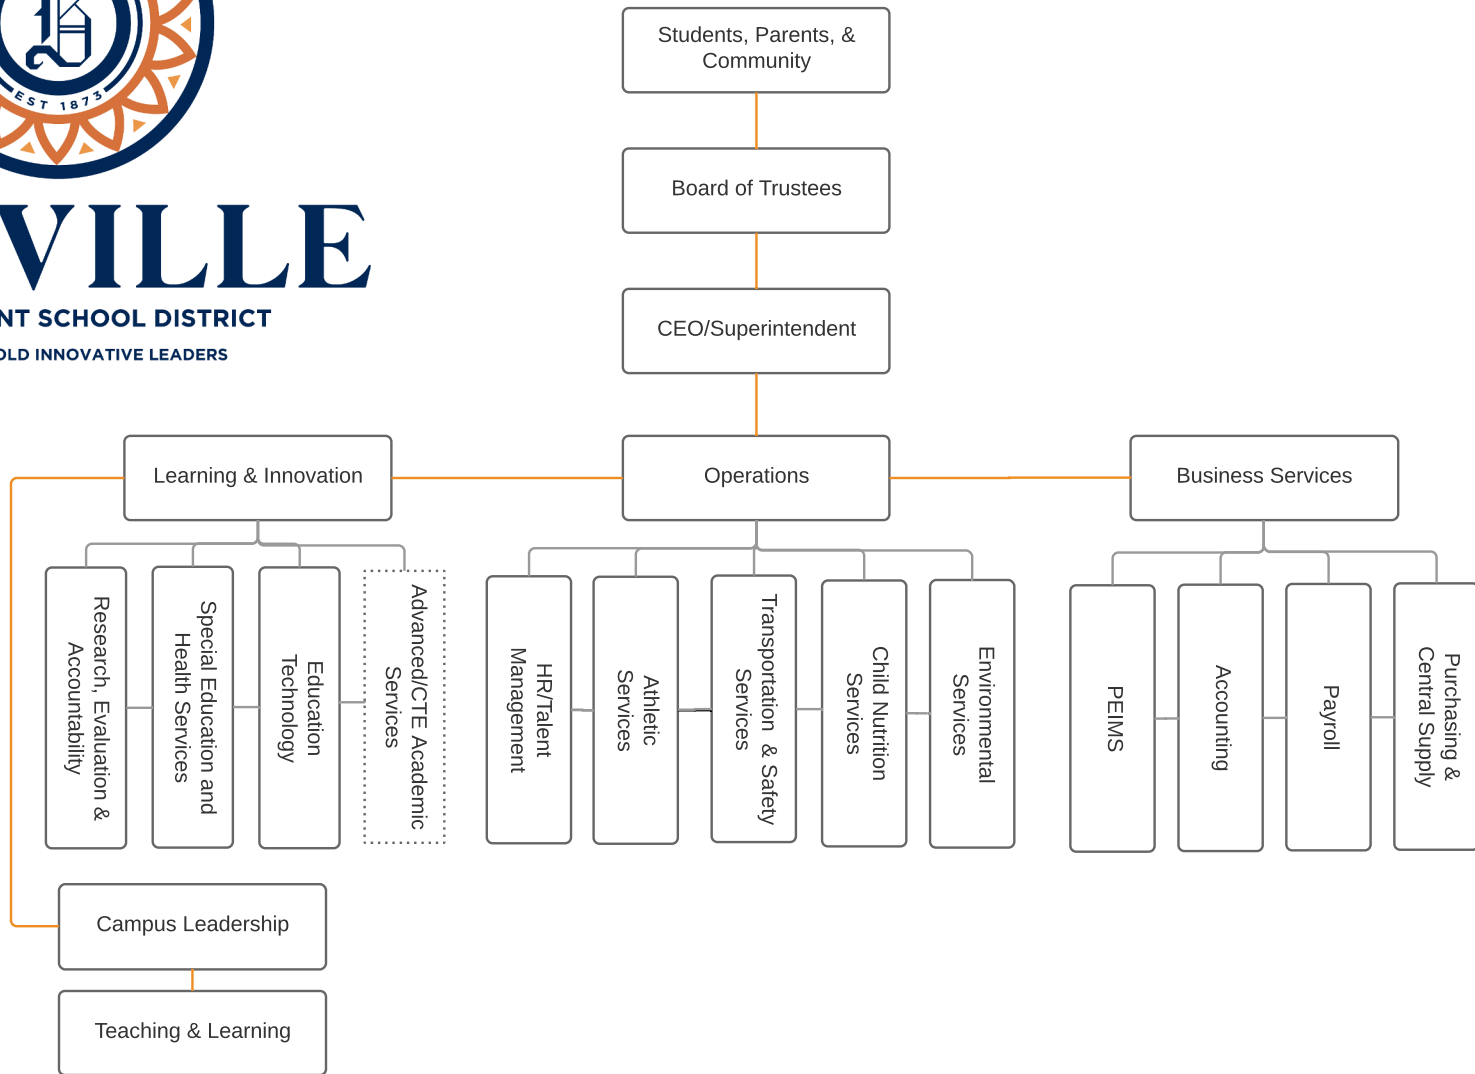 B
EST 1873
VILLE
NT SCHOOL DISTRICT
OLD INNOVATIVE LEADERS
Students, Parents, &
Community
Board of Trustees
CEO/Superintendent
Learning & Innovation
Operations
Business Services
Research, Evaluation &
Accountability
Special Education and
Health Services
Education
Technology
Advanced/CTE Academic
Services
HR/Talent
Management
Athletic
Services
Transportation & Safety
Services
Child Nutrition
Services
Environmental
Services
PEIMS
Accounting
Payroll
Purchasing &
Central Supply
Campus Leadership
Teaching & Learning